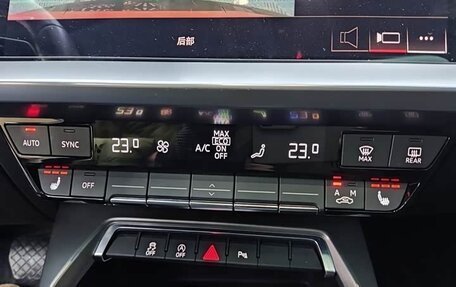 后部
AUTO SYNC 23.0 A/C MAX ECO ON OFF 23.0 MAX REAR
OFF A M
OFF OFF